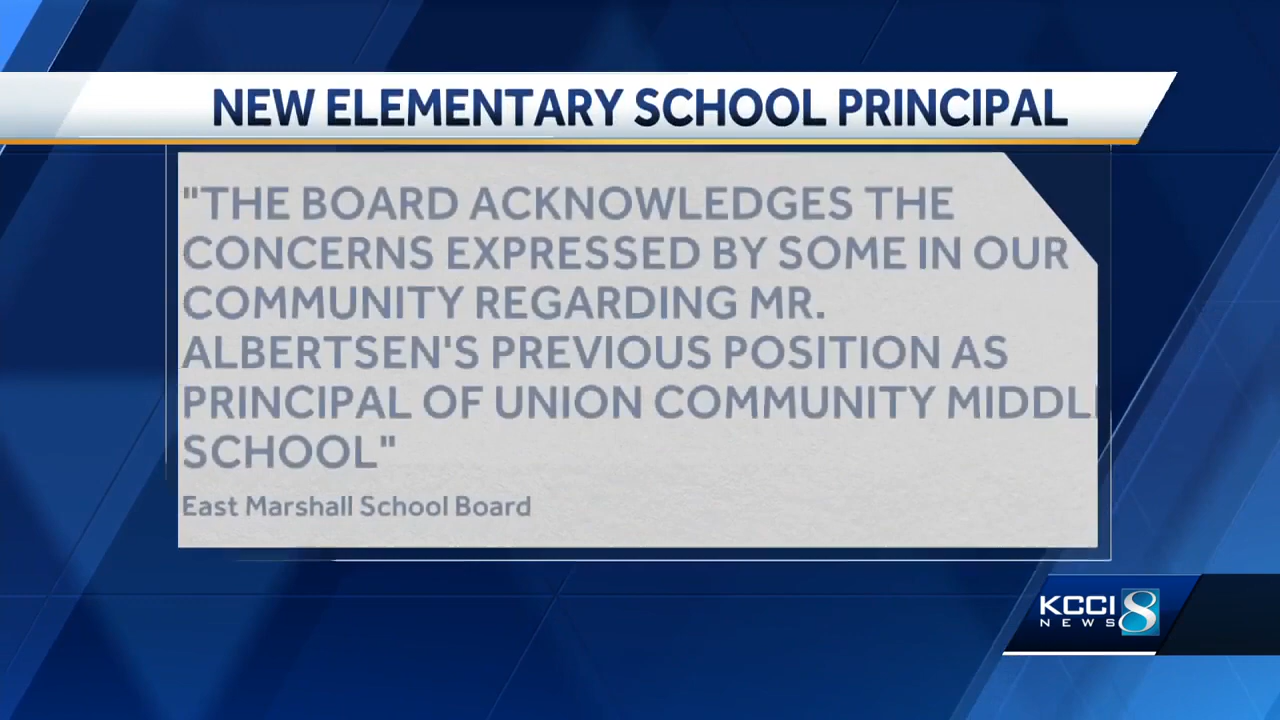 NEW ELEMENTARY SCHOOL PRINCIPAL
"THE BOARD ACKNOWLEDGES THE
CONCERNS EXPRESSED BY SOME IN OUR
COMMUNITY REGARDING MR.
ALBERTSEN'S PREVIOUS POSITION AS
PRINCIPAL OF UNION COMMUNITY MIDDL
SCHOOL"
East Marshall School Board
KCCI 8
NEWS